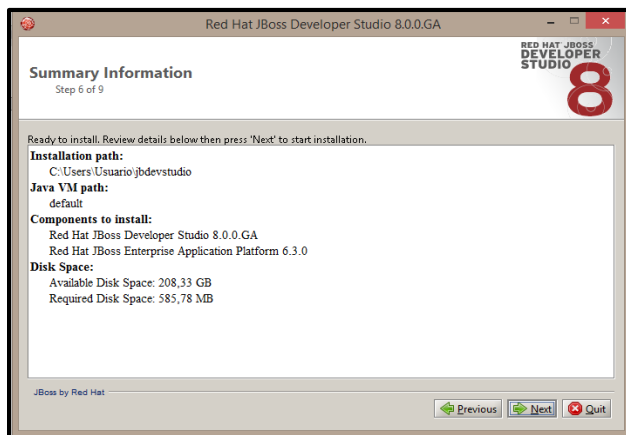 Red Hat JBoss Developer Studio 8.0.0.GA
RED HAT JBOSS
DEVELOPER
STUDIO
8
Summary Information
Step 6 of 9
Ready to install. Review details below then press 'Next' to start installation.
Installation path:
C:\Users\Usuario\jbdevstudio
Java VM path:
default
Components to install:
Red Hat JBoss Developer Studio 8.0.0.GA
Red Hat JBoss Enterprise Application Platform 6.3.0
Disk Space:
Available Disk Space: 208,33 GB
Required Disk Space: 585,78 MB
JBoss by Red Hat
Previous Next Quit